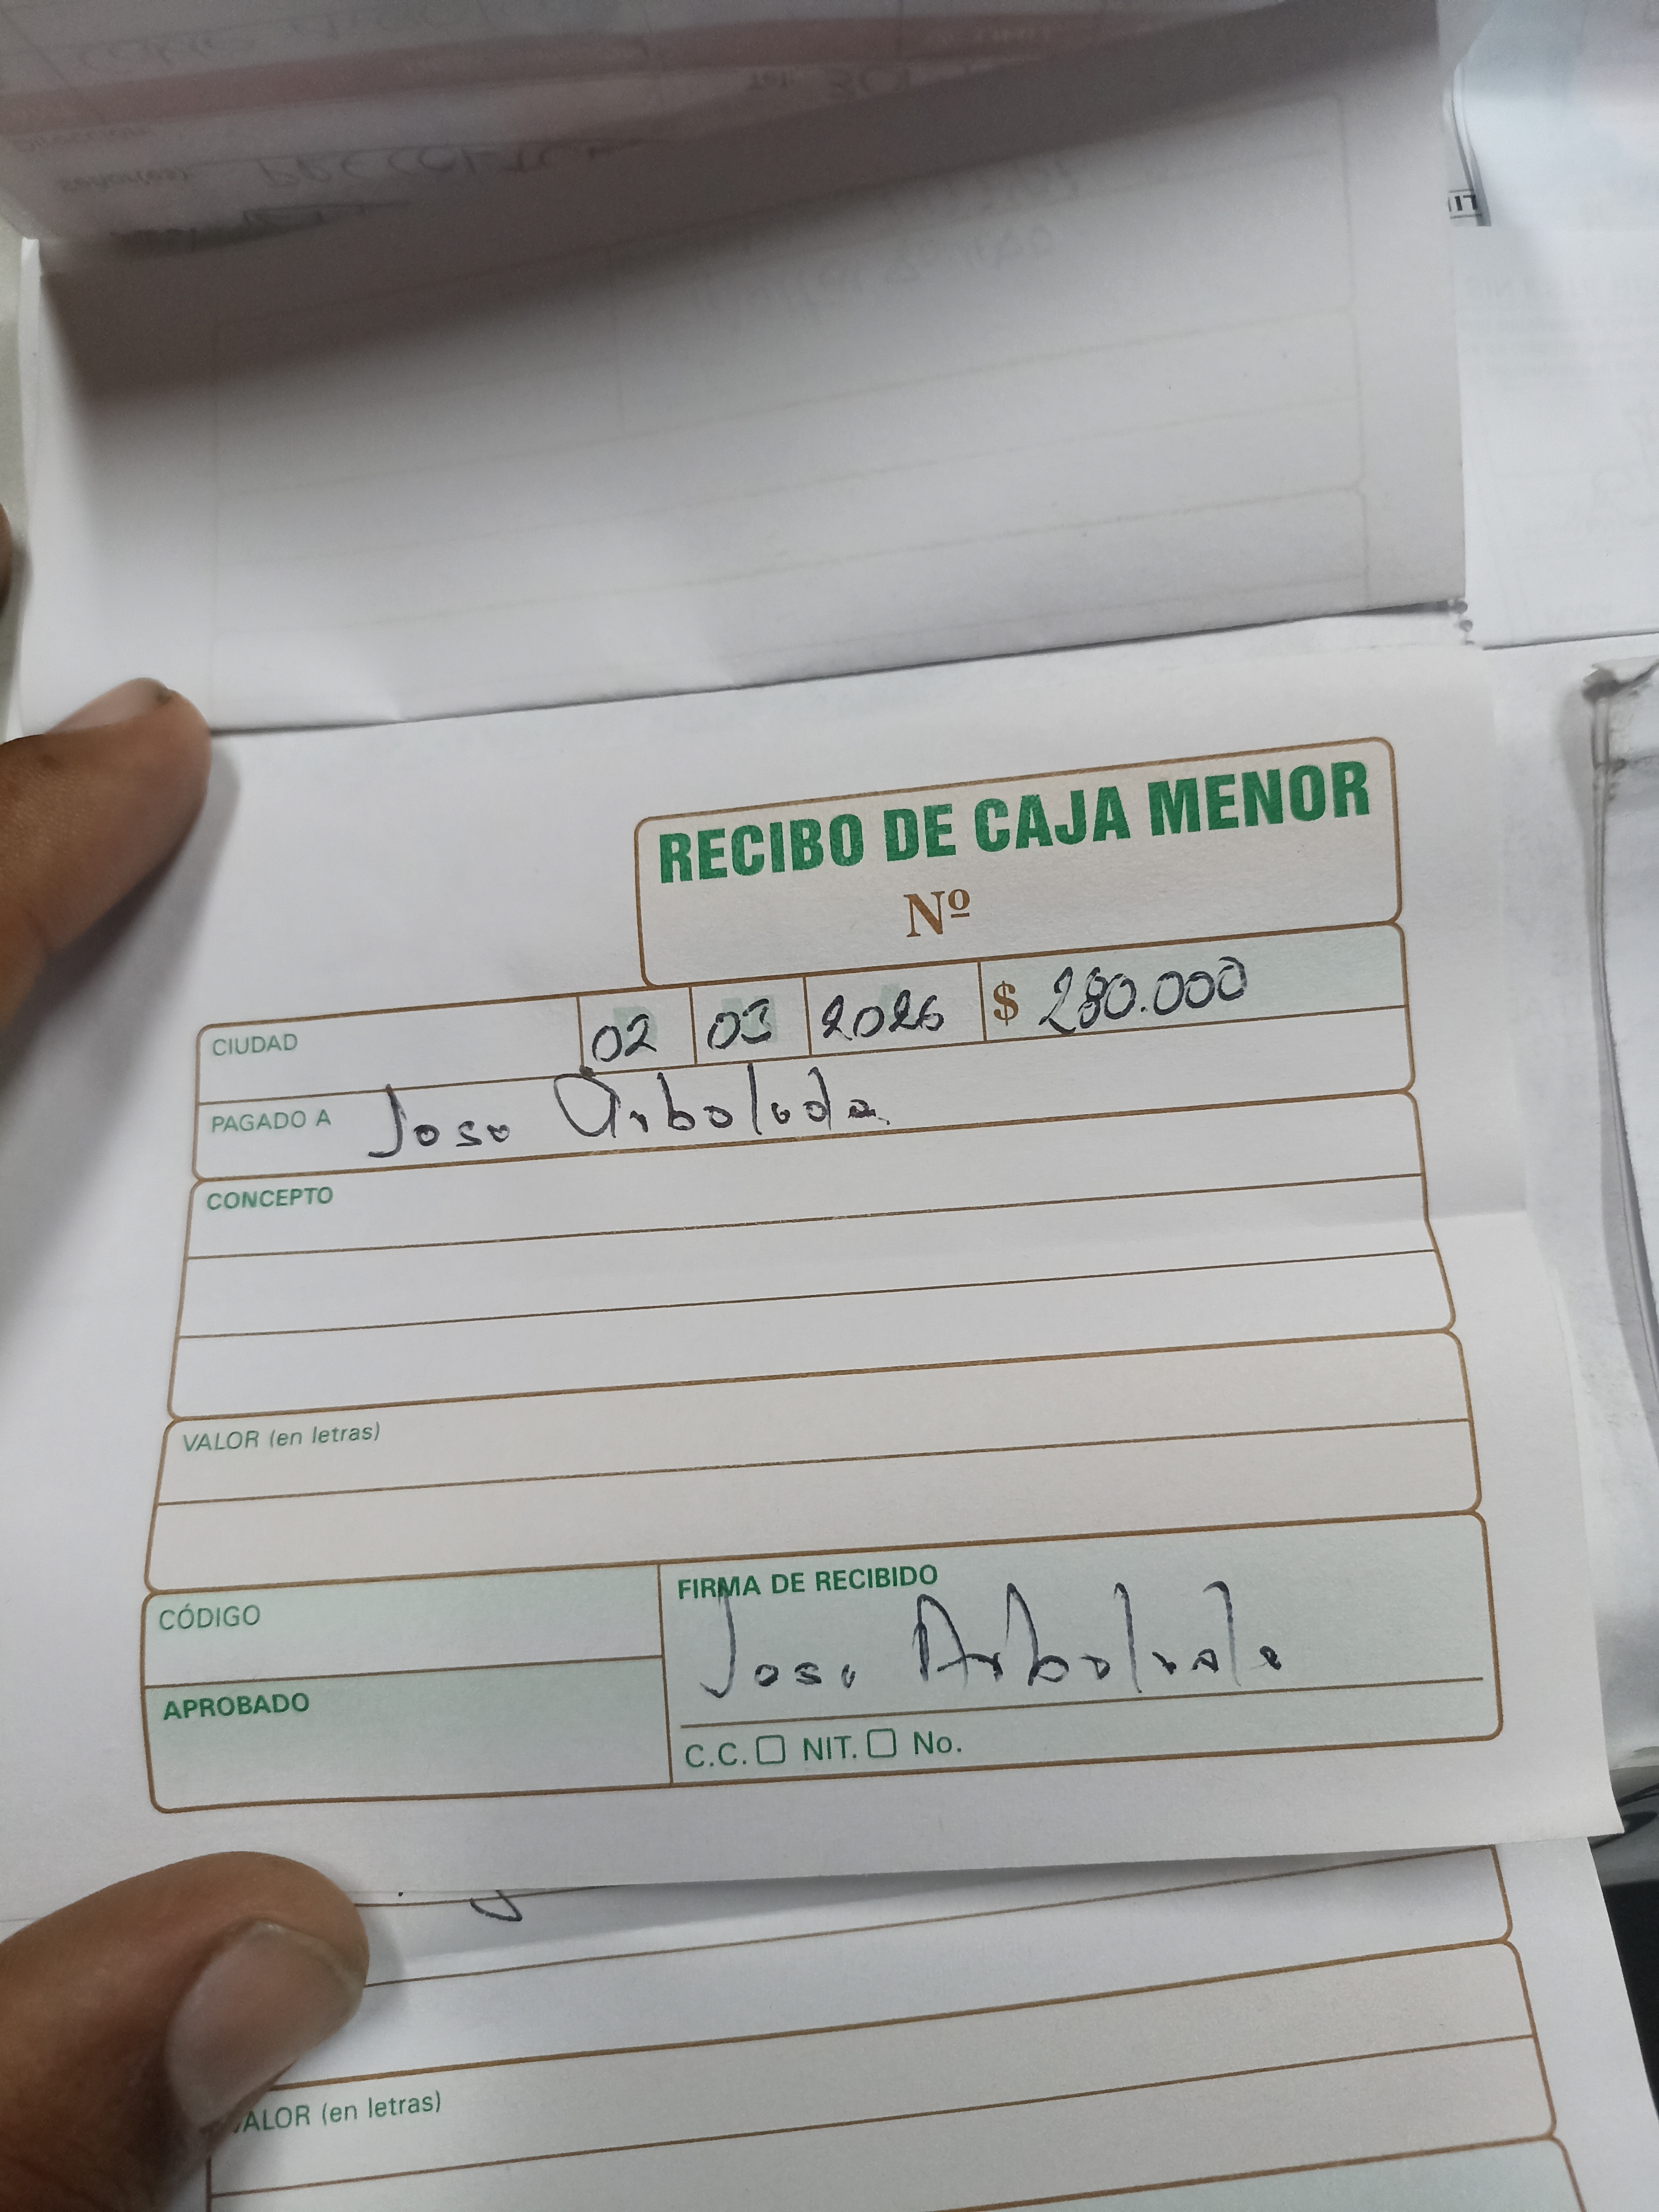 RECIBO DE CAJA MENOR
Nº
CIUDAD 02 03 2026 $ 280.000
PAGADO A Jose Arboleda
CONCEPTO
VALOR (en letras)
CÓDIGO
FIRMA DE RECIBIDO
Jose Arboleda
APROBADO
C.C. NIT. No.
VALOR (en letras)